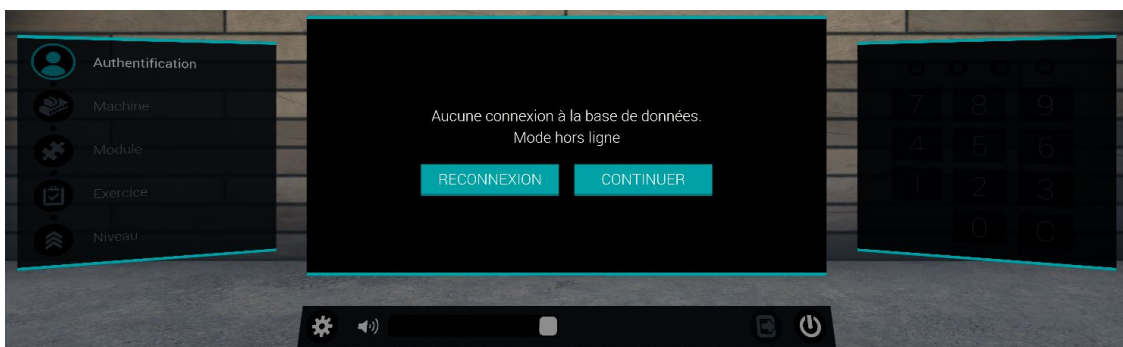 Authentification
Machine
Module
Exercice
Niveau
Aucune connexion à la base de données.
Mode hors ligne
RECONNEXION
CONTINUER
7 8 9
4 5 6
1 2 3
0 C